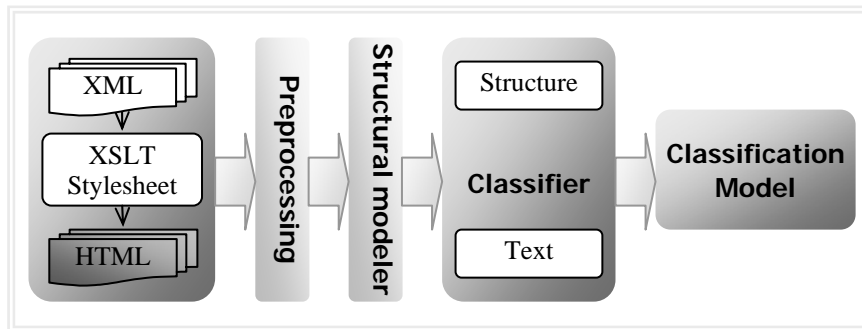 XML
XSLT
Stylesheet
HTML
Preprocessing
Structural modeler
Structure
Classifier
Text
Classification
Model